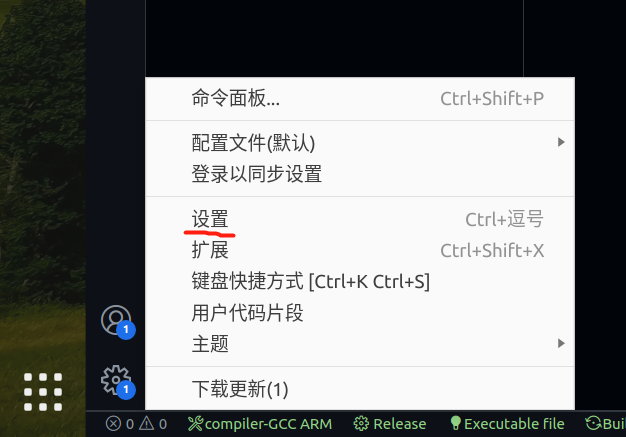 命令面板... Ctrl+Shift+P
配置文件(默认)
登录以同步设置
设置 Ctrl+逗号
扩展 Ctrl+Shift+X
键盘快捷方式 [Ctrl+K Ctrl+S]
用户代码片段
主题
下载更新(1)
1
1
0 0 compiler-GCC ARM Release Executable file Buil